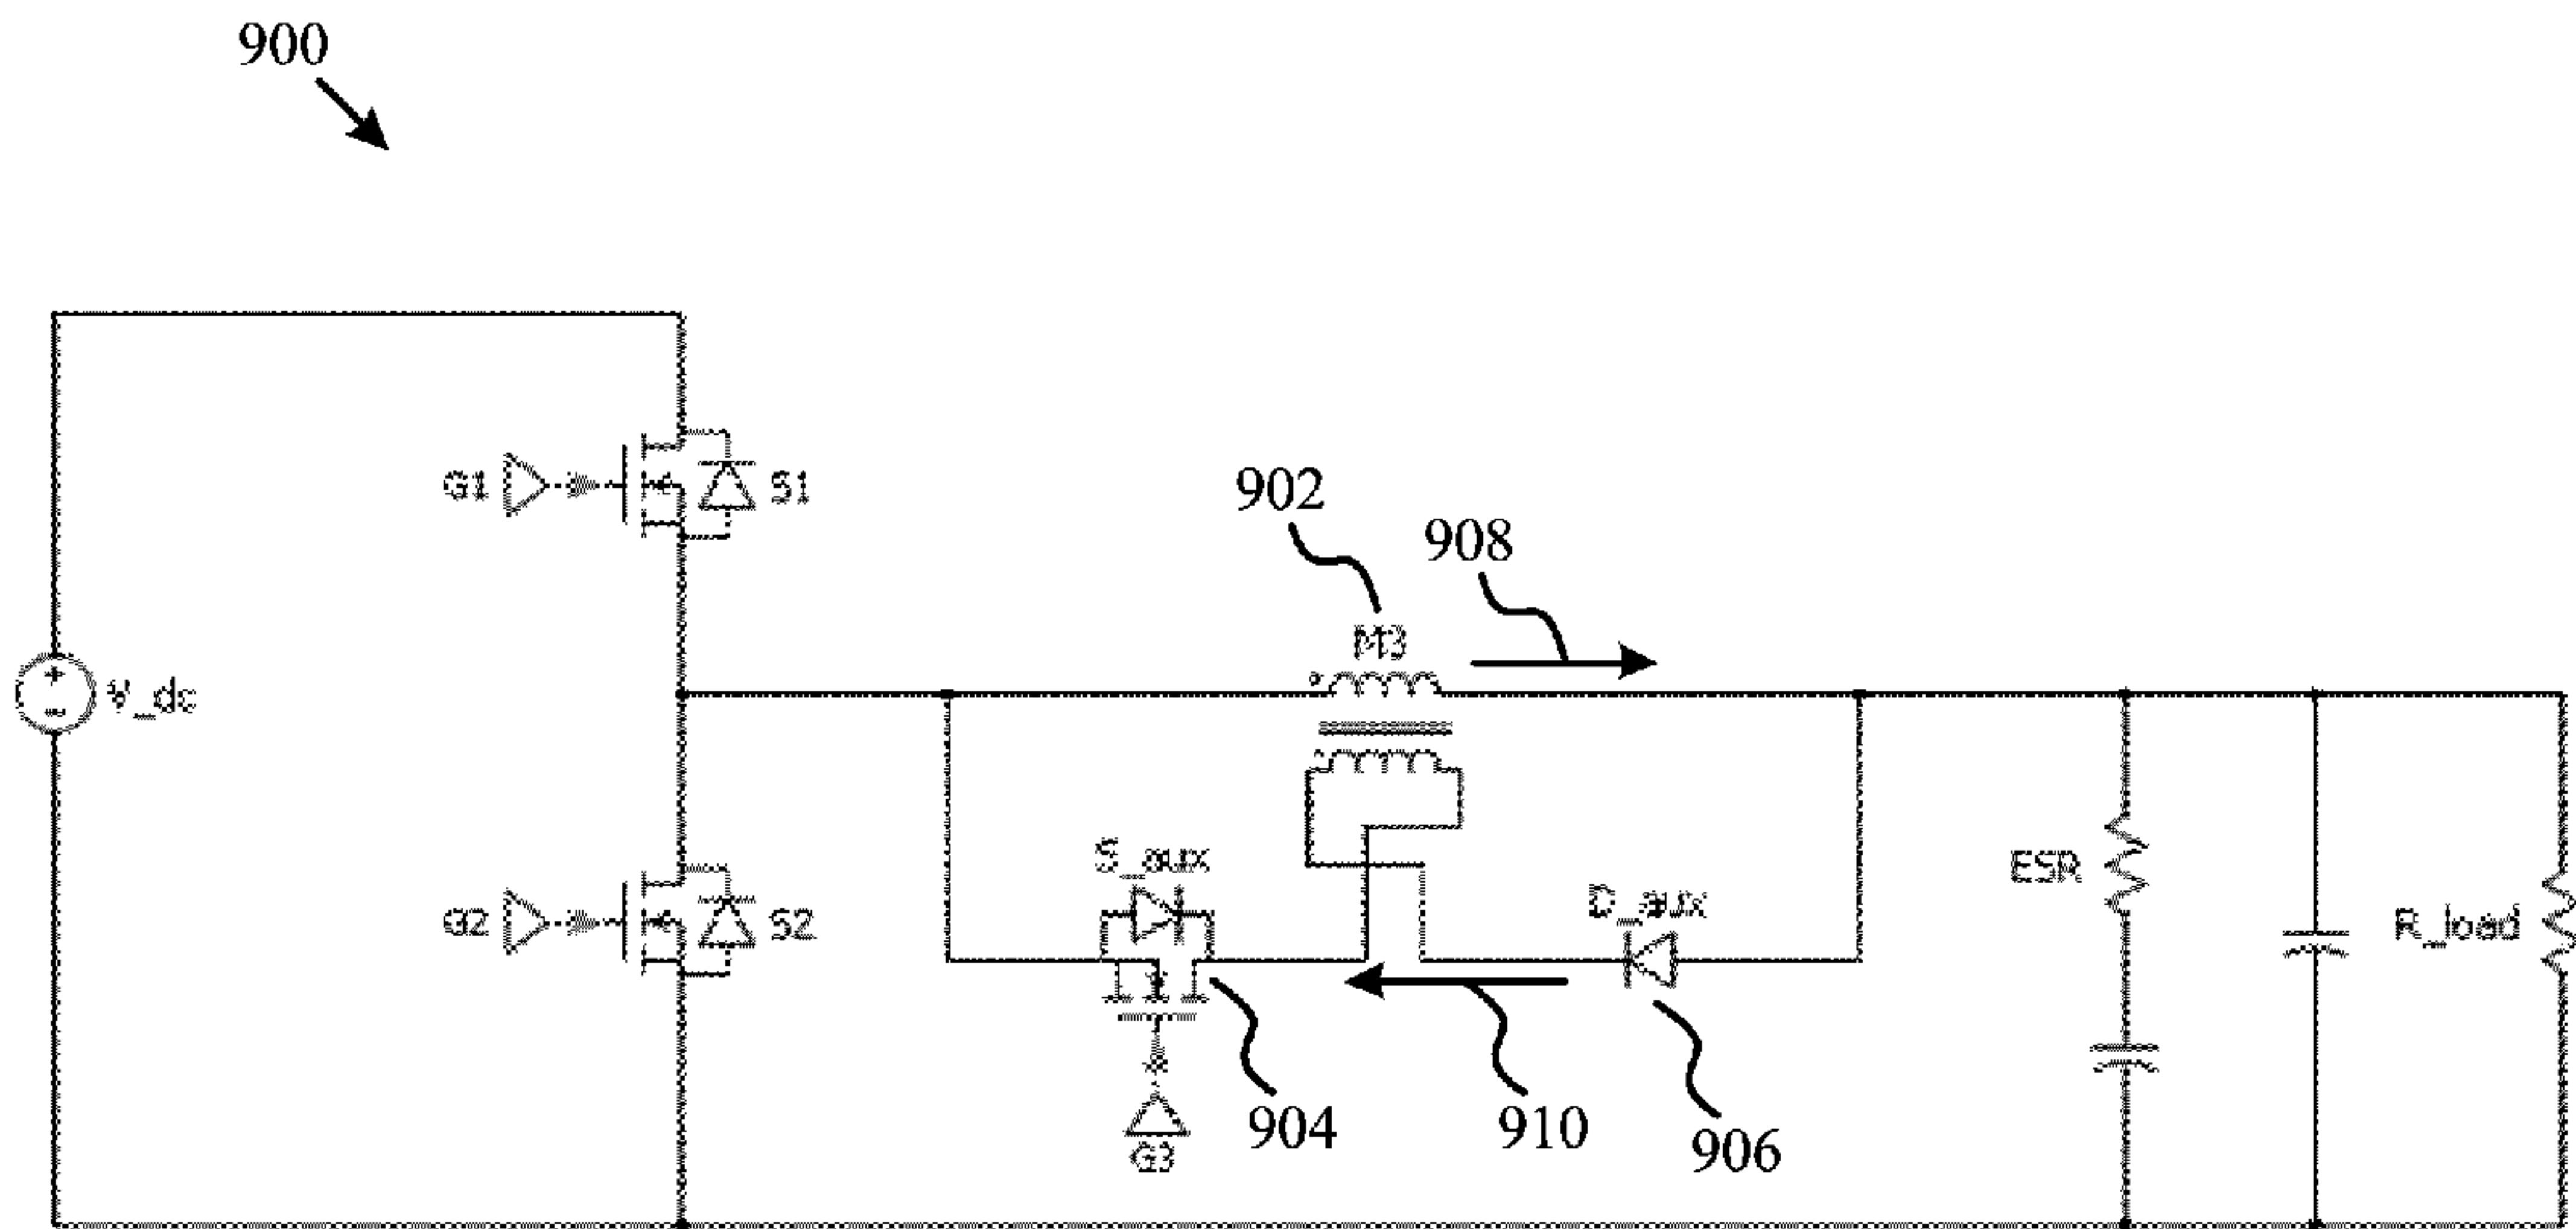 900
G1
S1
902
908
M3
V_dc
S_aux
D_aux
ESR
R_load
G2
S2
904
910
906
G3